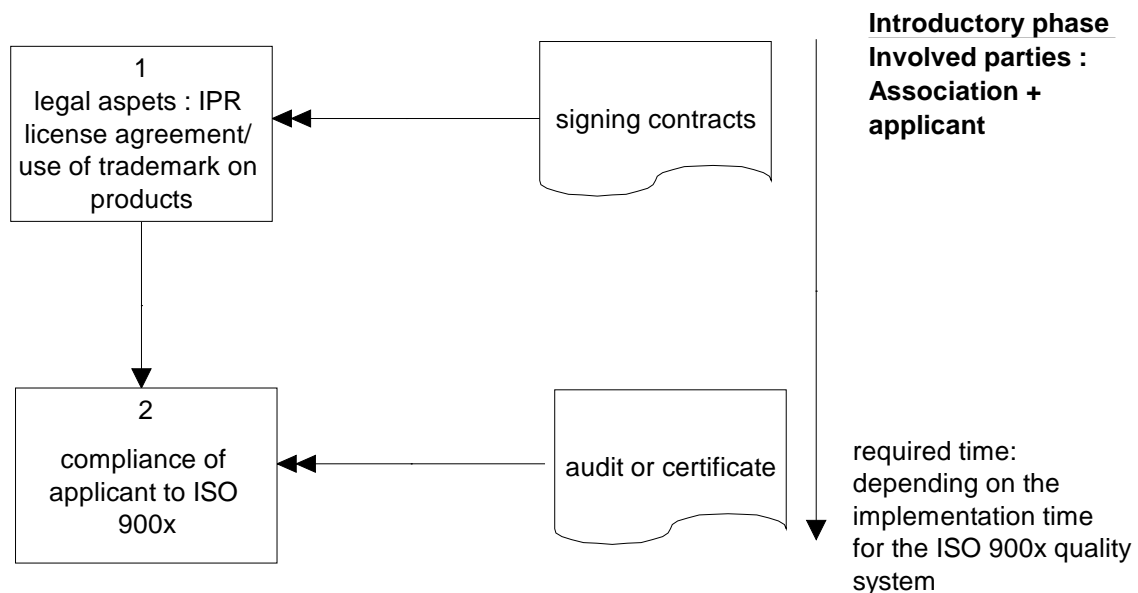 Introductory phase
Involved parties :
Association +
applicant
1
legal aspets : IPR
license agreement/
use of trademark on
products
signing contracts
2
compliance of
applicant to ISO
900x
audit or certificate
required time:
depending on the
implementation time
for the ISO 900x quality
system